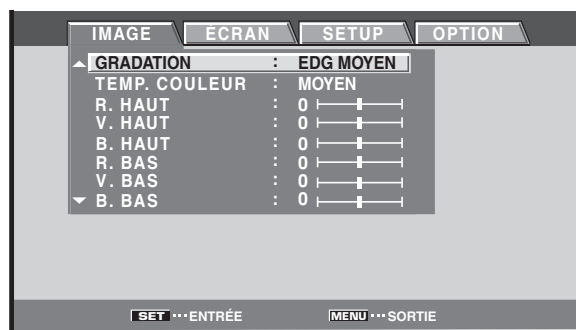 IMAGE ÉCRAN SETUP OPTION
GRADATION : EDG MOYEN
TEMP. COULEUR : MOYEN
R. HAUT : 0
V. HAUT : 0
B. HAUT : 0
R. BAS : 0
V. BAS : 0
B. BAS : 0
SET ··· ENTRÉE MENU ··· SORTIE